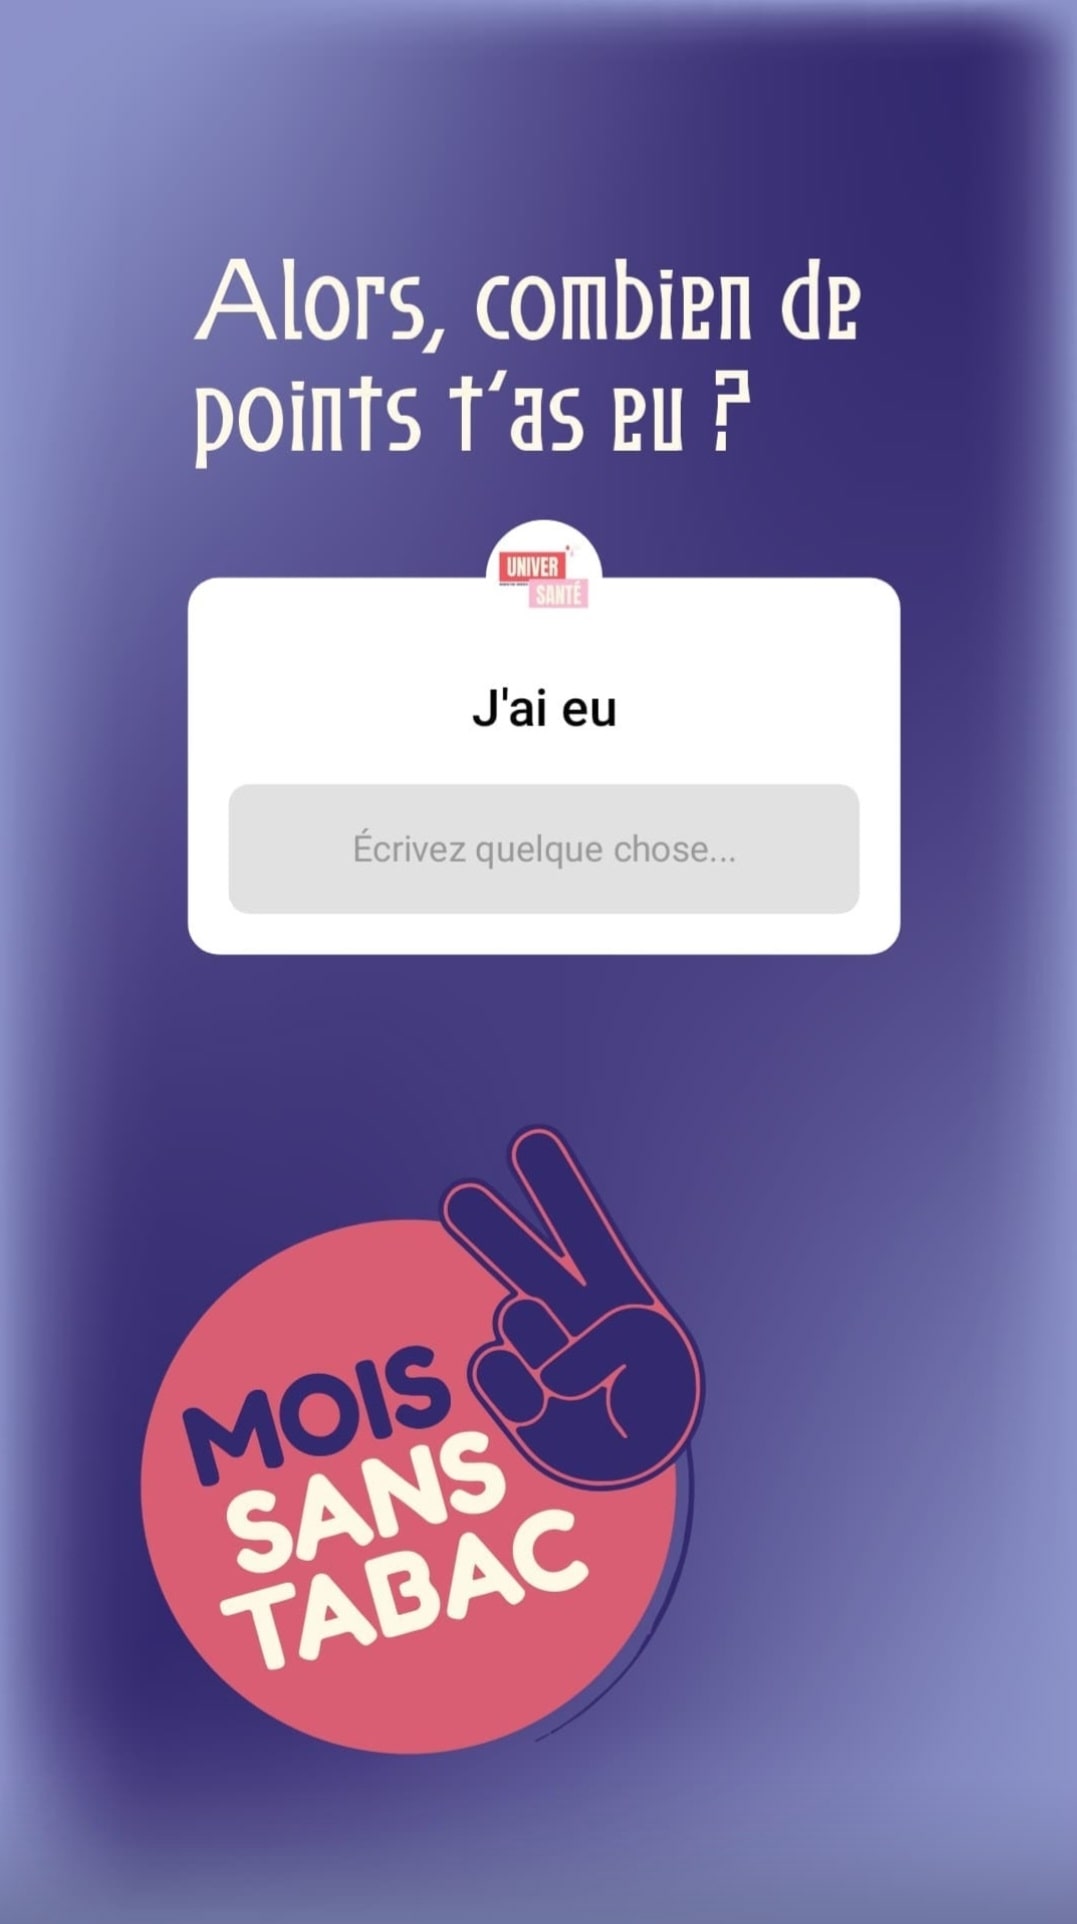 Alors, combien de
points t'as eu ?
UNIVER
SANTÉ
J'ai eu
Écrivez quelque chose...
MOIS
SANS
TABAC